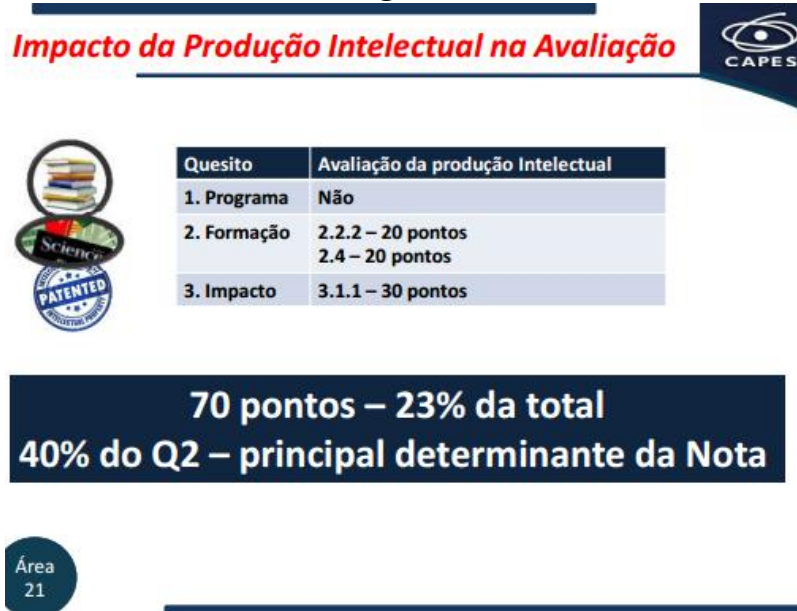 Impacto da Produção Intelectual na Avaliação
CAPES
Quesito Avaliação da produção Intelectual
1. Programa Não
2. Formação 2.2.2 – 20 pontos
2.4 – 20 pontos
3. Impacto 3.1.1 – 30 pontos
Science
PATENTED
INTELLECTUAL PROPERTY
70 pontos – 23% da total
40% do Q2 – principal determinante da Nota
Área
21